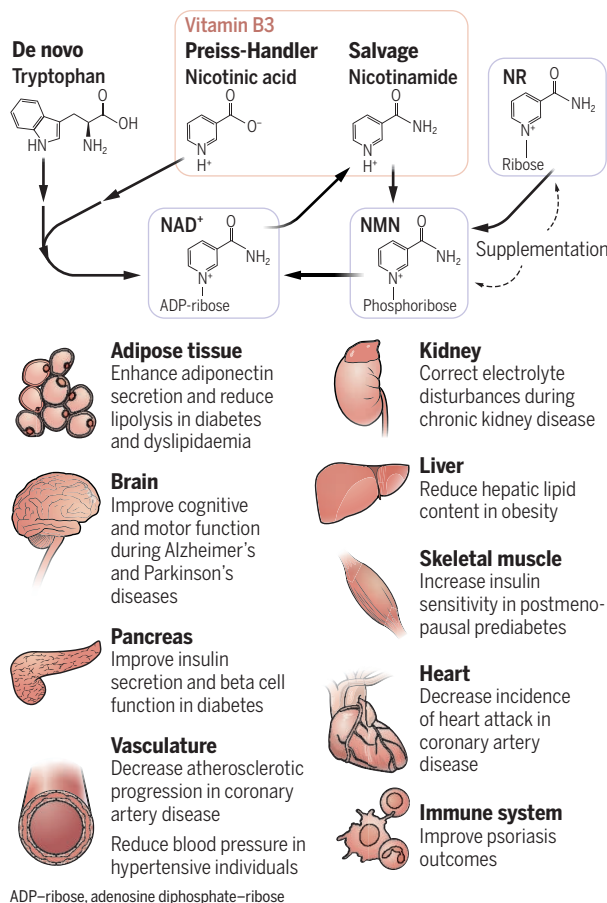 Vitamin B3
De novo
Tryptophan
Preiss-Handler
Nicotinic acid
Salvage
Nicotinamide
NR
O
OH
NH2
HN
O
O–
N
H+
O
NH2
N
H+
O
NH2
N+
Ribose
NAD+
O
NH2
N+
ADP-ribose
NMN
O
NH2
N+
Phosphoribose
Supplementation
Adipose tissue
Enhance adiponectin
secretion and reduce
lipolysis in diabetes
and dyslipidaemia
Brain
Improve cognitive
and motor function
during Alzheimer's
and Parkinson's
diseases
Pancreas
Improve insulin
secretion and beta cell
function in diabetes
Vasculature
Decrease atherosclerotic
progression in coronary
artery disease
Reduce blood pressure in
hypertensive individuals
Kidney
Correct electrolyte
disturbances during
chronic kidney disease
Liver
Reduce hepatic lipid
content in obesity
Skeletal muscle
Increase insulin
sensitivity in postmeno-
pausal prediabetes
Heart
Decrease incidence
of heart attack in
coronary artery
disease
Immune system
Improve psoriasis
outcomes
ADP–ribose, adenosine diphosphate–ribose